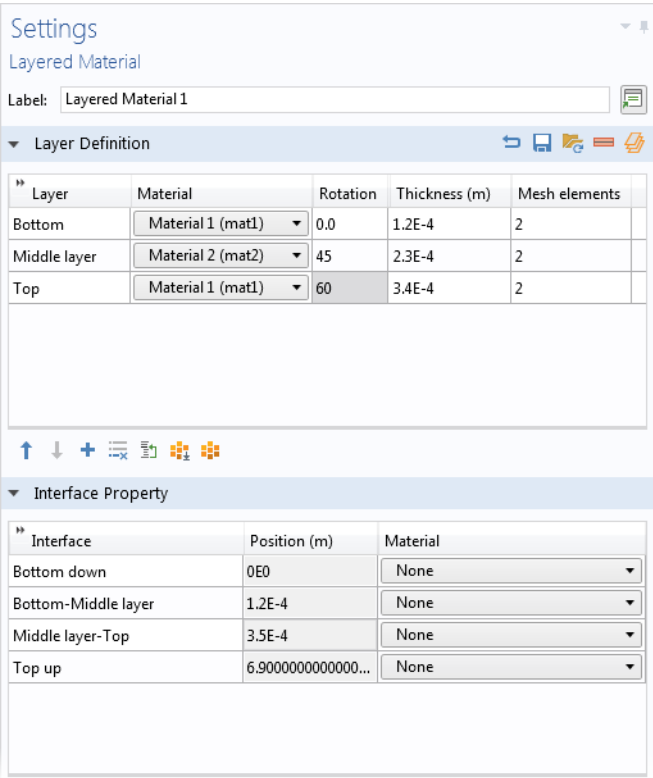 Settings
Layered Material
Label: Layered Material 1
Layer Definition
Layer Material Rotation Thickness (m) Mesh elements
Bottom Material 1 (mat1) 0.0 1.2E-4 2
Middle layer Material 2 (mat2) 45 2.3E-4 2
Top Material 1 (mat1) 60 3.4E-4 2
Interface Property
Interface Position (m) Material
Bottom down 0E0 None
Bottom-Middle layer 1.2E-4 None
Middle layer-Top 3.5E-4 None
Top up 6.9000000000000... None